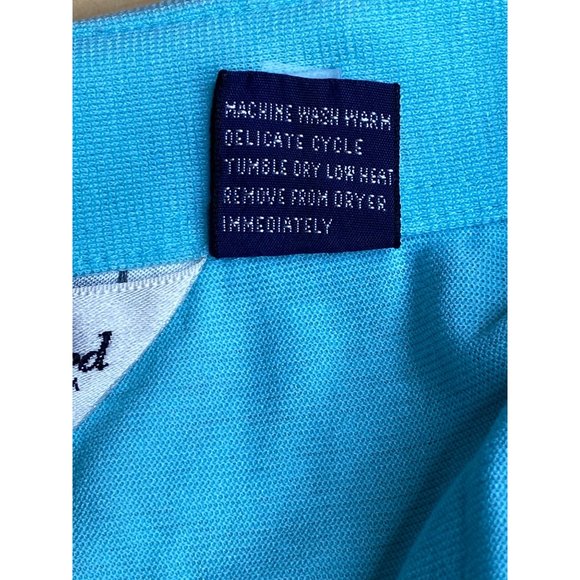 MACHINE WASH WARM
DELICATE CYCLE
TUMBLE DRY LOW HEAT
REMOVE FROM DRYER
IMMEDIATELY